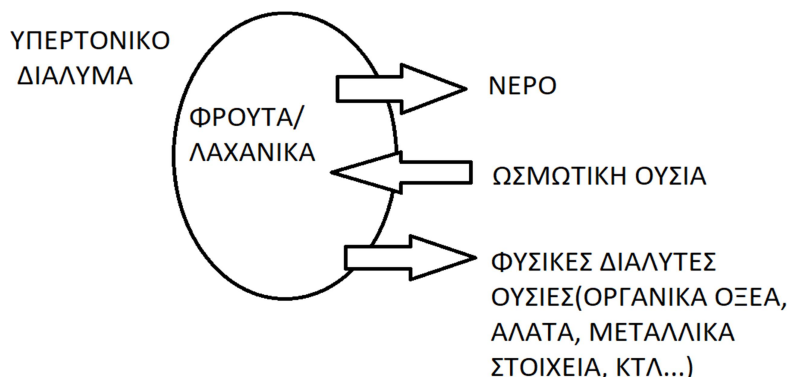 ΥΠΕΡΤΟΝΙΚΟ
ΔΙΑΛΥΜΑ
ΦΡΟΥΤΑ/
ΛΑΧΑΝΙΚΑ
ΝΕΡΟ
ΩΣΜΩΤΙΚΗ ΟΥΣΙΑ
ΦΥΣΙΚΕΣ ΔΙΑΛΥΤΕΣ
ΟΥΣΙΕΣ(ΟΡΓΑΝΙΚΑ ΟΞΕΑ,
ΑΛΑΤΑ, ΜΕΤΑΛΛΙΚΑ
ΣΤΟΙΧΕΙΑ, ΚΤΛ...)